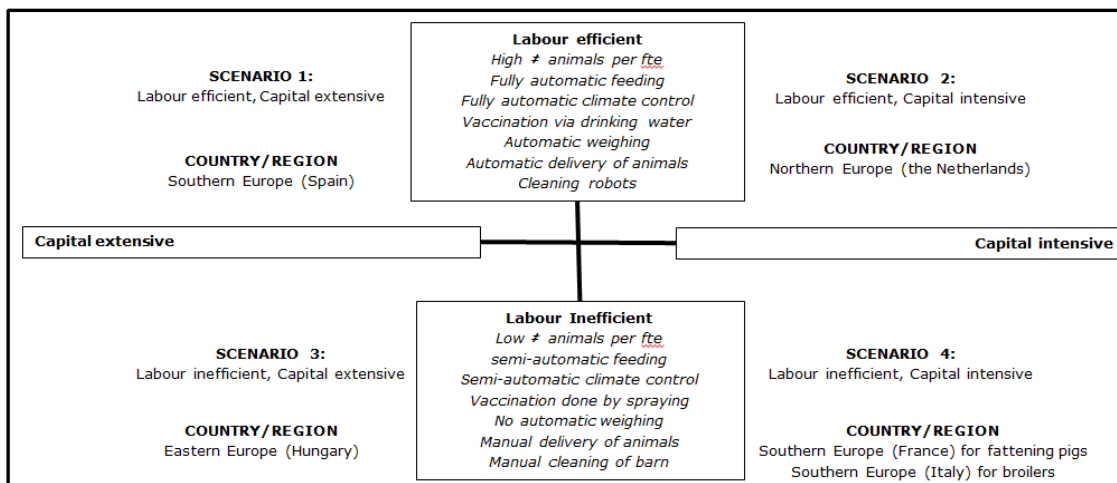 Labour efficient
High ≠ animals per fte
Fully automatic feeding
Fully automatic climate control
Vaccination via drinking water
Automatic weighing
Automatic delivery of animals
Cleaning robots
SCENARIO 1:
Labour efficient, Capital extensive
COUNTRY/REGION
Southern Europe (Spain)
SCENARIO 2:
Labour efficient, Capital intensive
COUNTRY/REGION
Northern Europe (the Netherlands)
Capital extensive
Capital intensive
Labour Inefficient
Low ≠ animals per fte
semi-automatic feeding
Semi-automatic climate control
Vaccination done by spraying
No automatic weighing
Manual delivery of animals
Manual cleaning of barn
SCENARIO 3:
Labour inefficient, Capital extensive
COUNTRY/REGION
Eastern Europe (Hungary)
SCENARIO 4:
Labour inefficient, Capital intensive
COUNTRY/REGION
Southern Europe (France) for fattening pigs
Southern Europe (Italy) for broilers